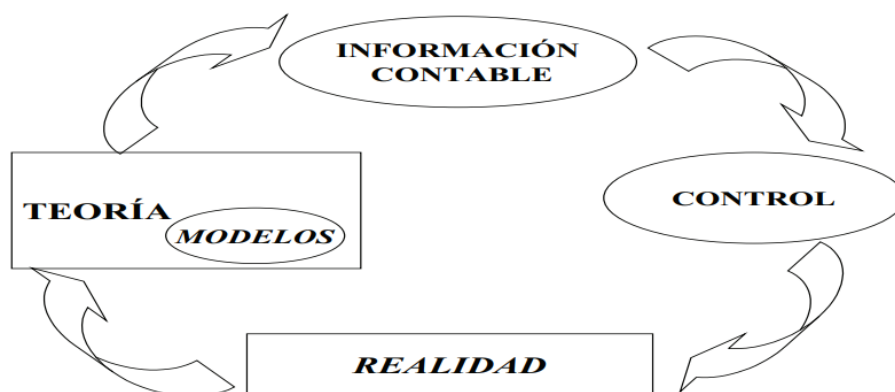 INFORMACIÓN
CONTABLE
TEORÍA
MODELOS
CONTROL
REALIDAD